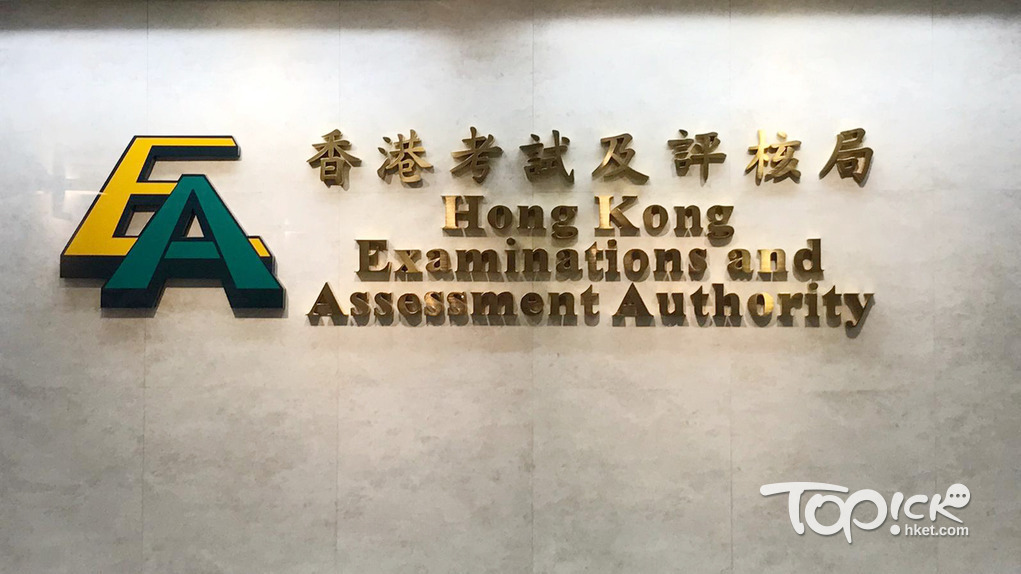 EA
香港考試及評核局
Hong Kong
Examinations and
Assessment Authority
TOPick
hket.com